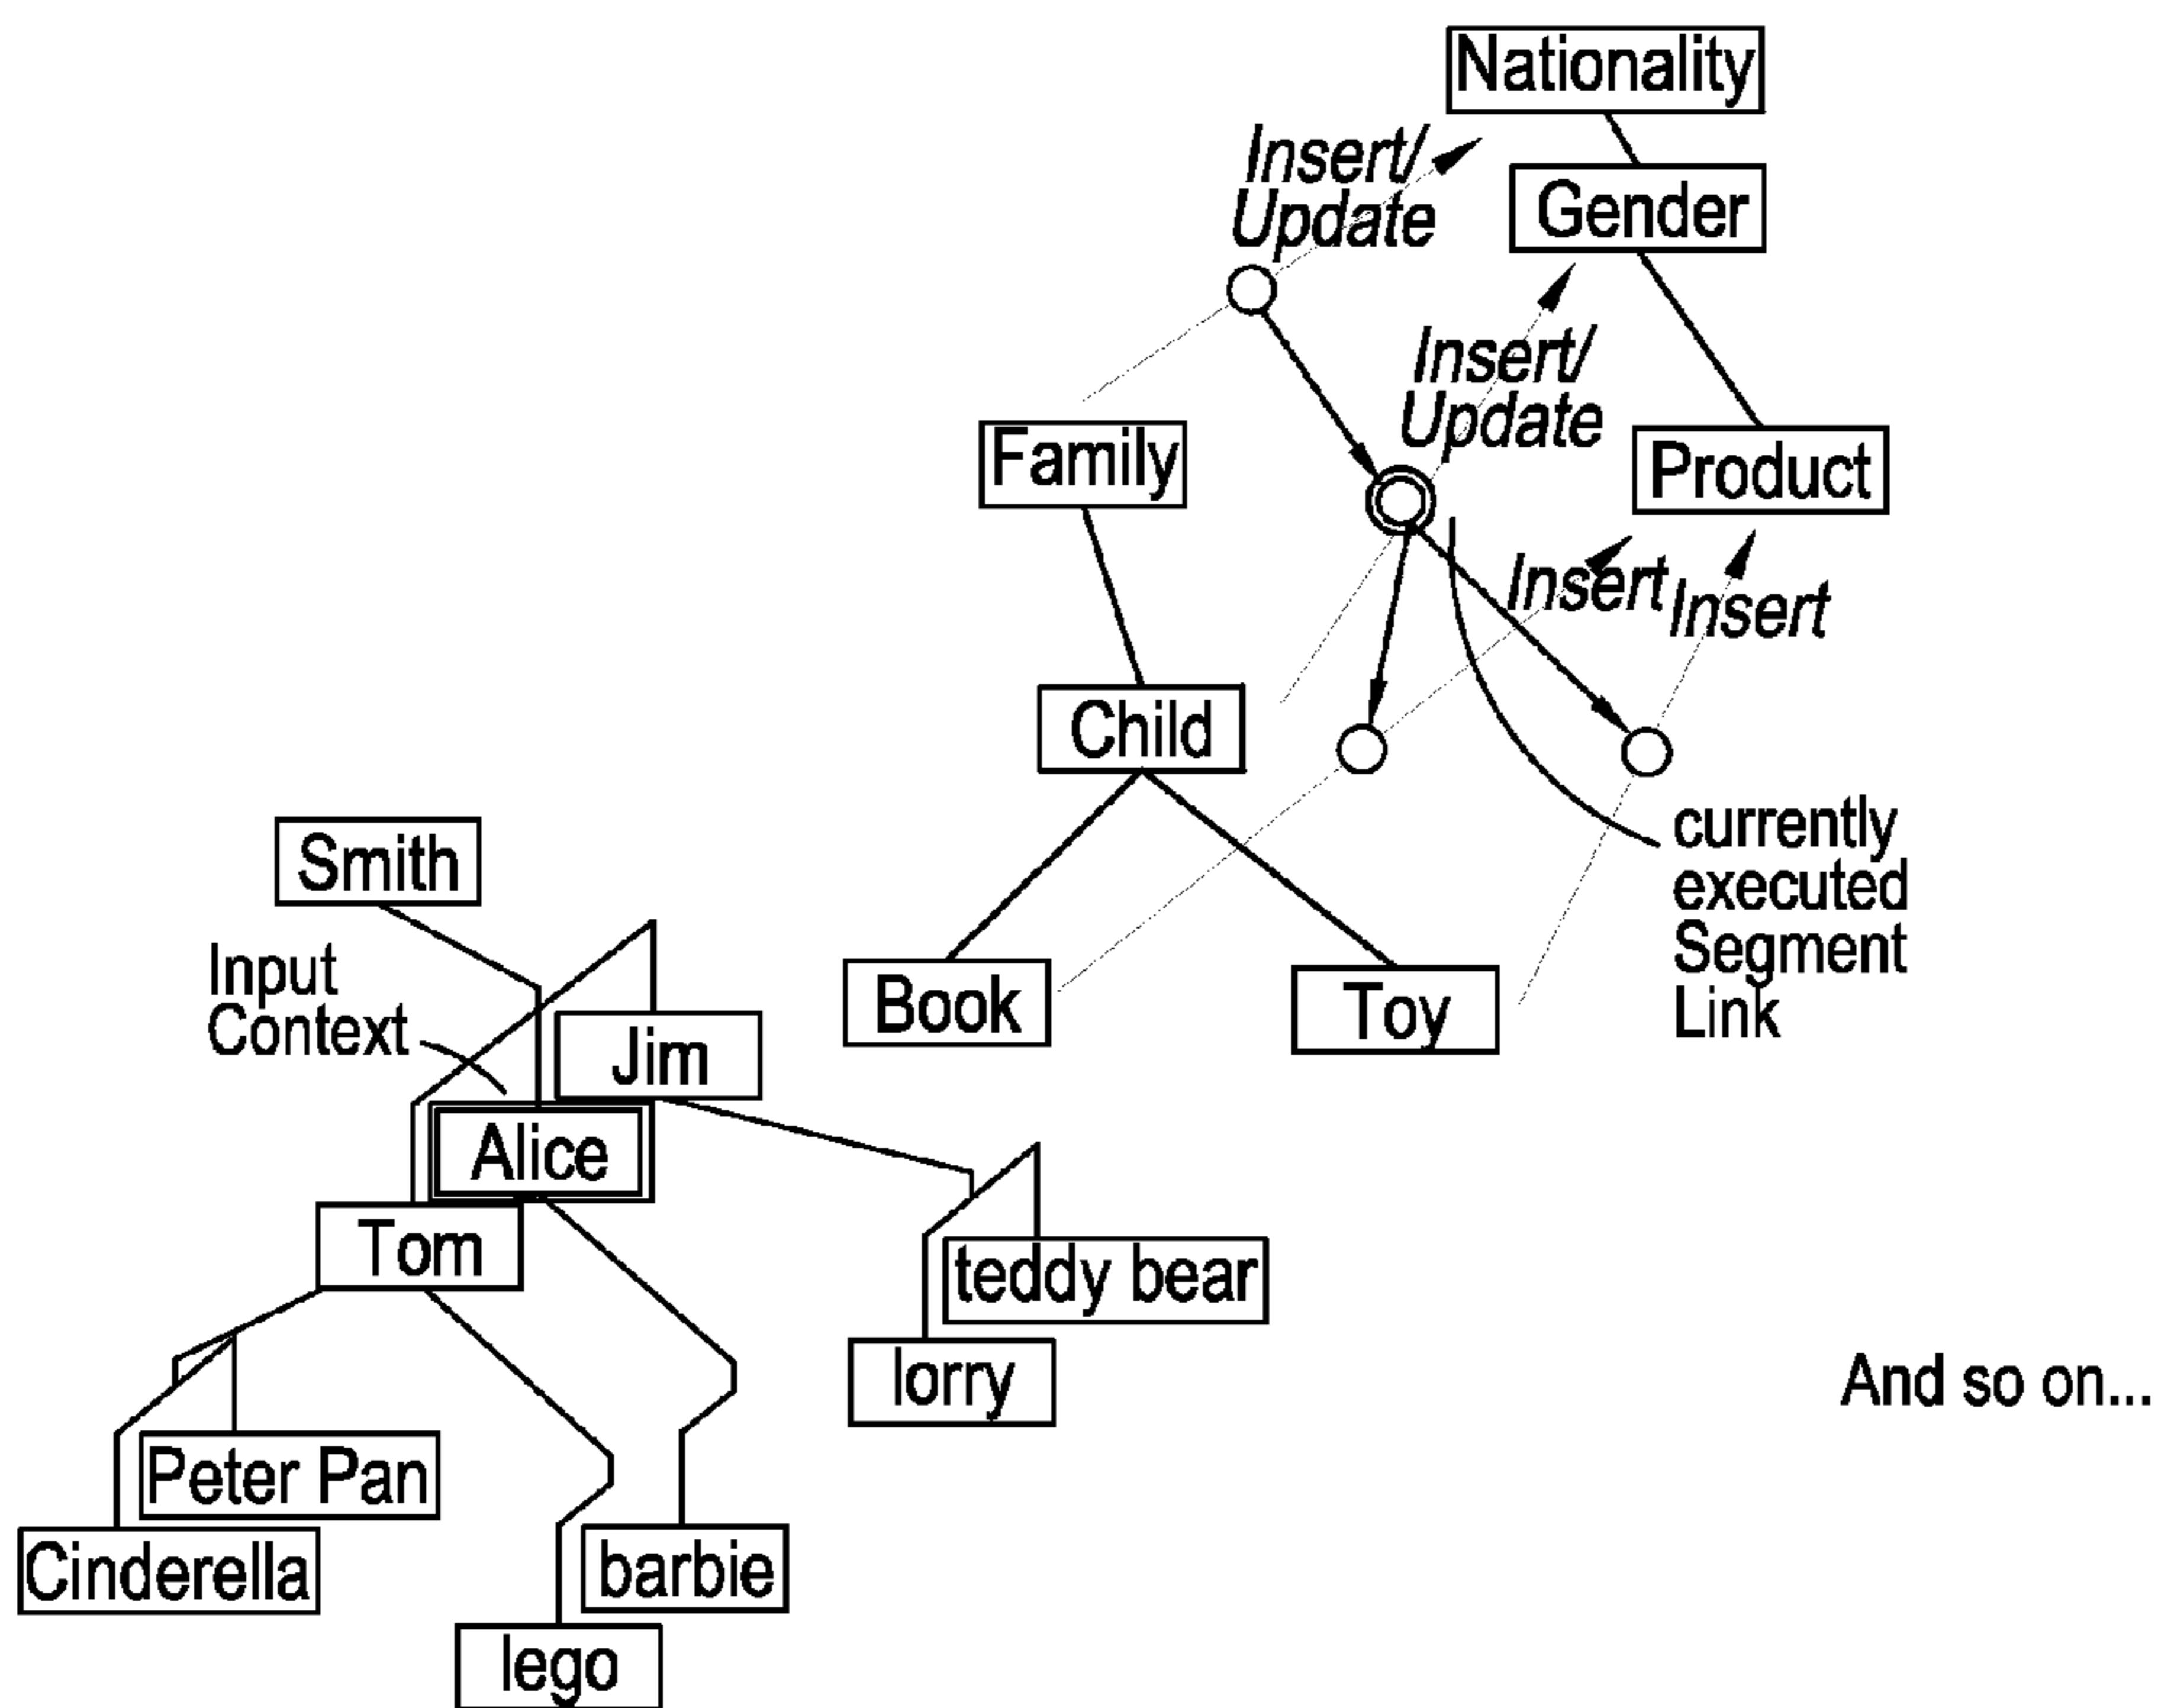 Nationality
Insert/
Update
Gender
Insert/
Update
Family
Product
Insert
Insert
Child
currently
executed
Segment
Link
Smith
Input
Context
Book
Toy
Jim
Alice
Tom
teddy bear
lorry
And so on...
Peter Pan
Cinderella
barbie
lego